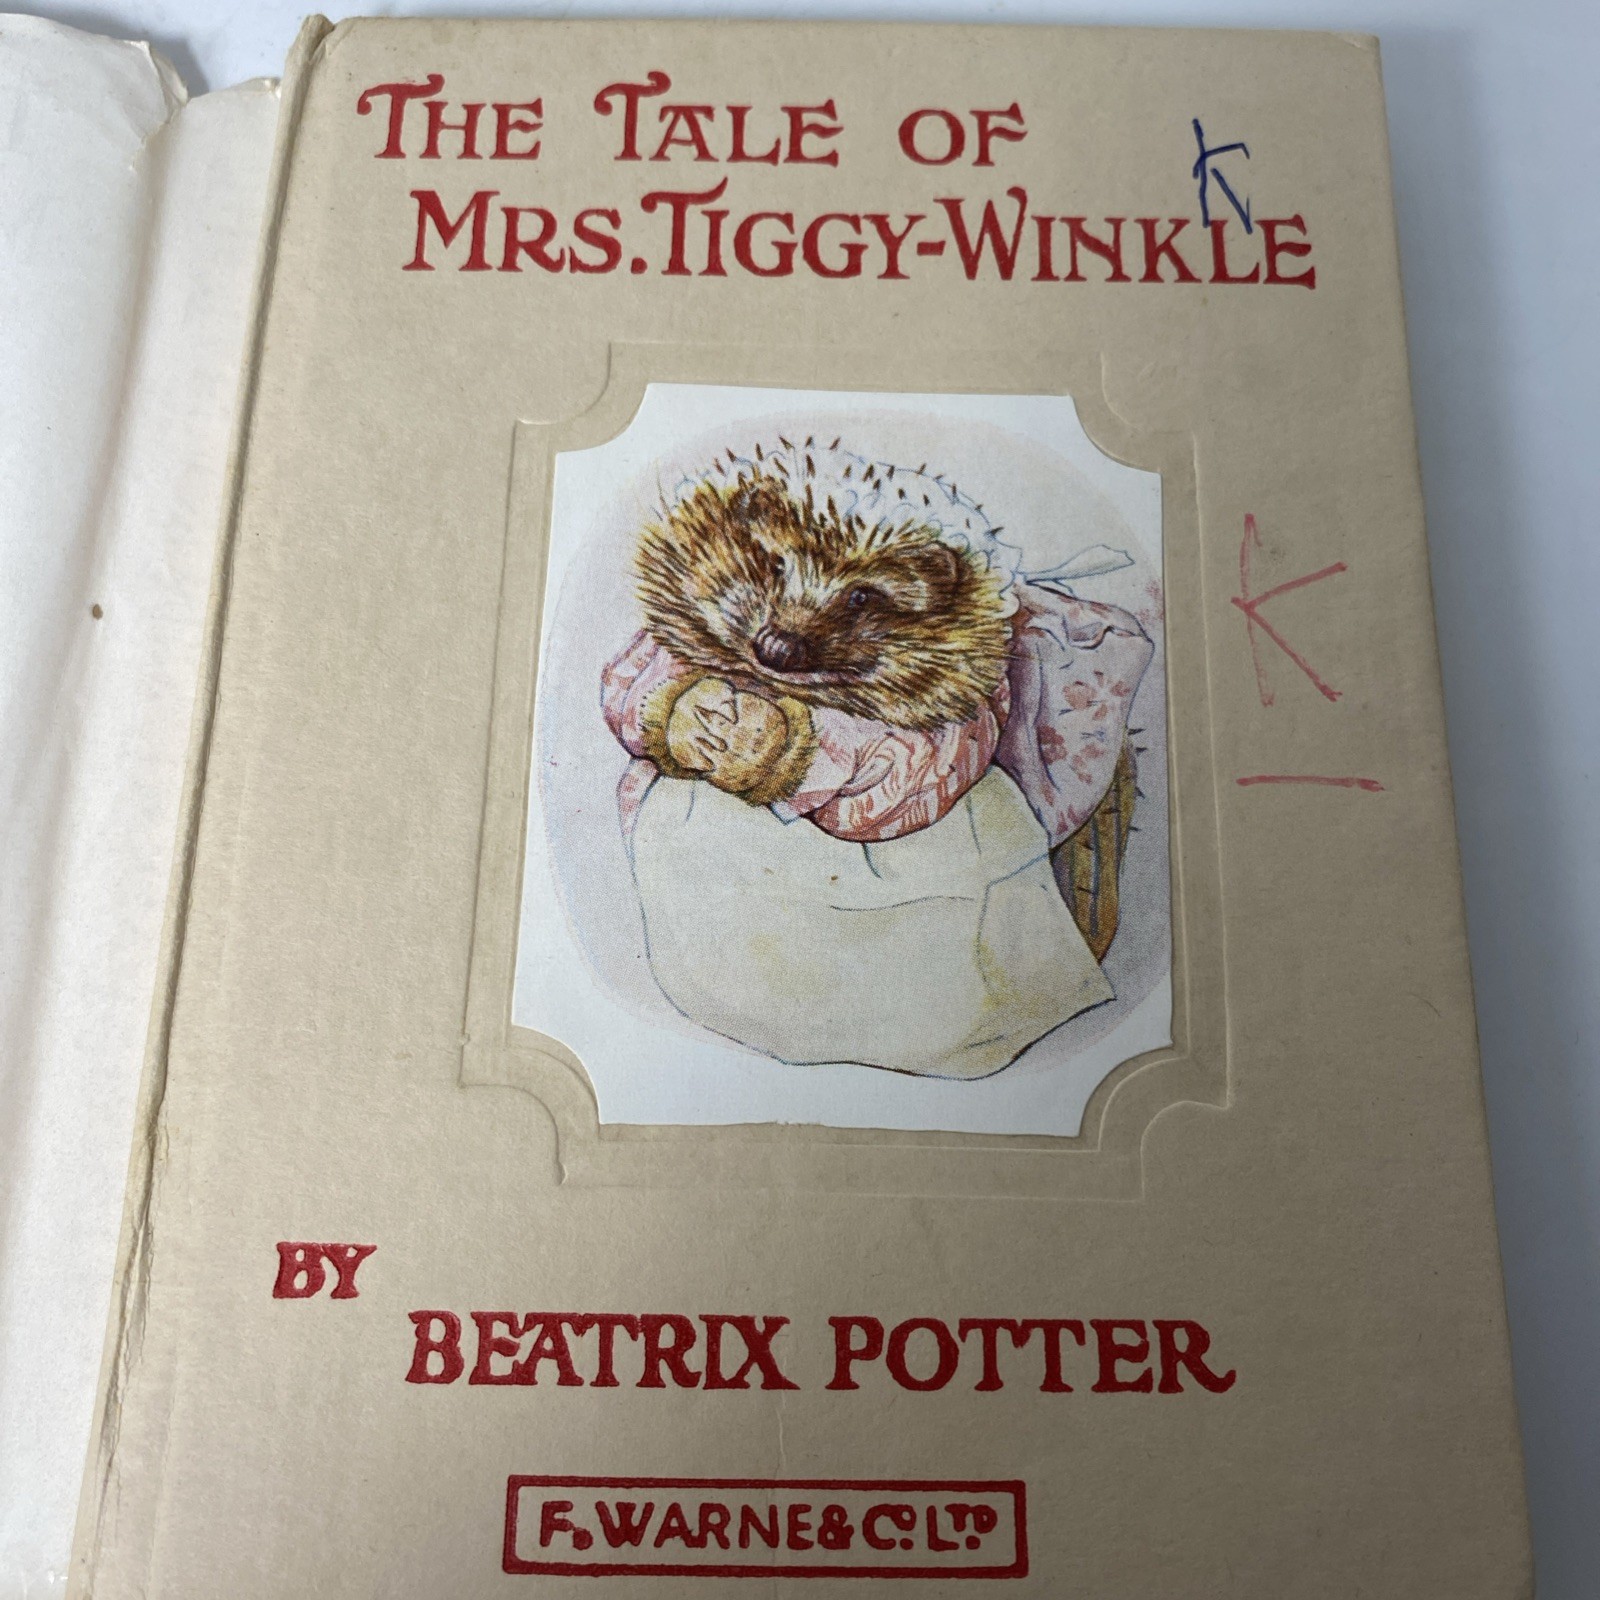 THE TALE OF
MRS. TIGGY-WINKLE
K
K
BY
BEATRIX POTTER
F. WARNE & Co. LTD